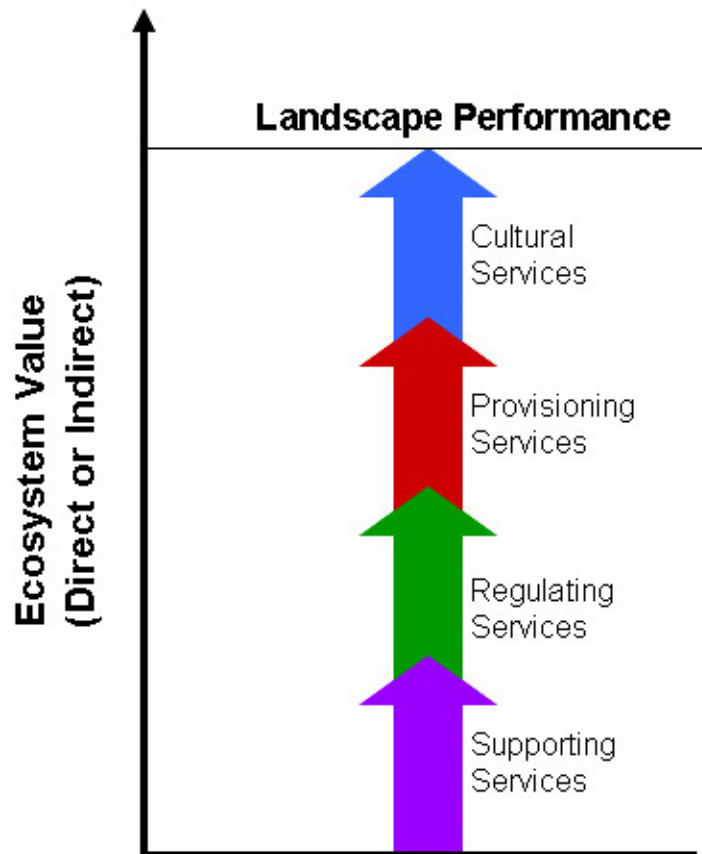 Landscape Performance
Cultural
Services
Provisioning
Services
Regulating
Services
Supporting
Services
Ecosystem Value
(Direct or Indirect)